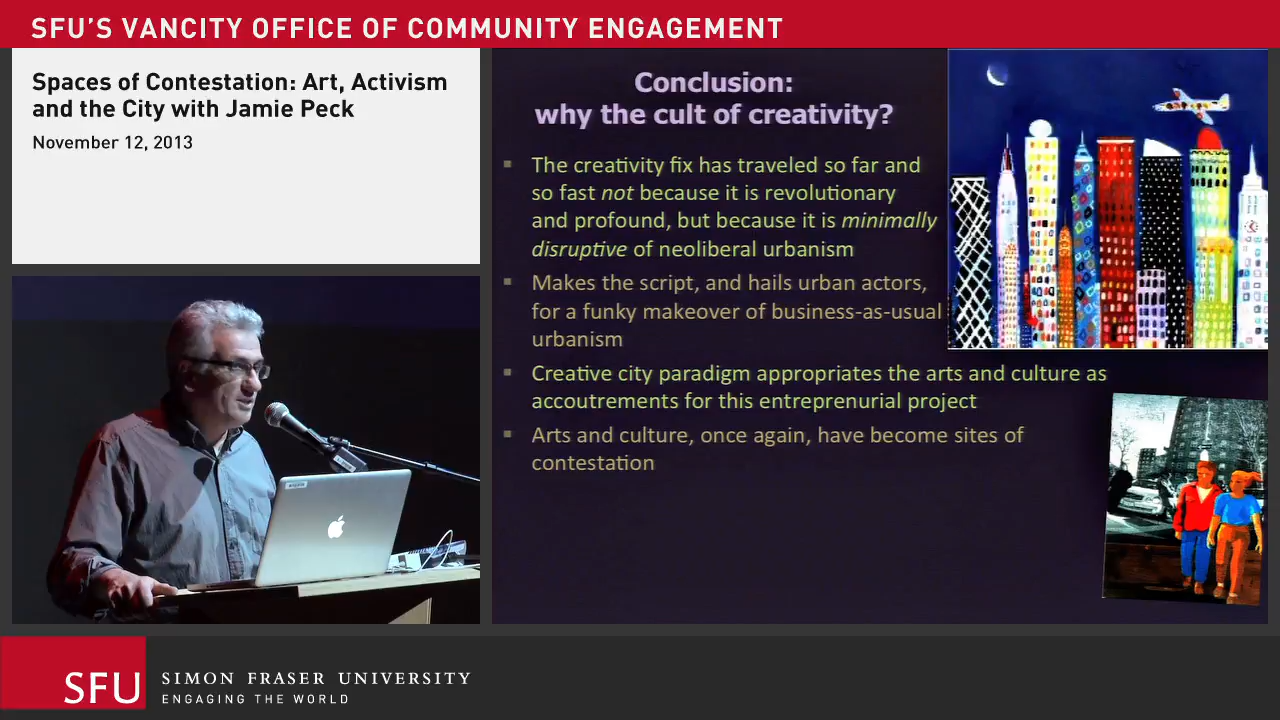 SFU'S VANCITY OFFICE OF COMMUNITY ENGAGEMENT
Spaces of Contestation: Art, Activism
and the City with Jamie Peck
November 12, 2013
Conclusion:
why the cult of creativity?
▪ The creativity fix has traveled so far and
so fast not because it is revolutionary
and profound, but because it is minimally
disruptive of neoliberal urbanism
▪ Makes the script, and hails urban actors,
for a funky makeover of business-as-usual
urbanism
▪ Creative city paradigm appropriates the arts and culture as
accoutrements for this entreprenurial project
▪ Arts and culture, once again, have become sites of
contestation
SFU SIMON FRASER UNIVERSITY
ENGAGING THE WORLD